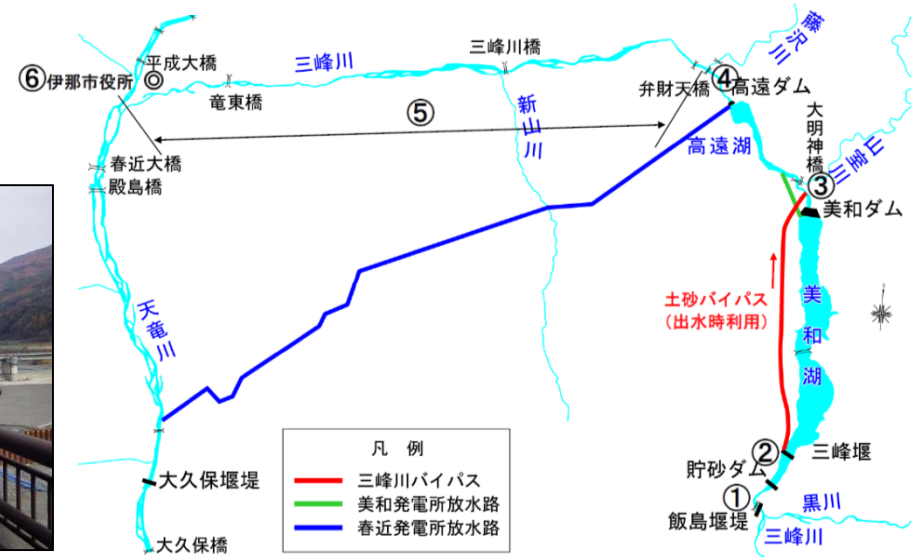 藤沢川
平成大橋
⑥伊那市役所
三峰川
三峰川橋
竜東橋
弁財天橋
④
高遠ダム
⑤
新山川
高遠湖
大明神橋
山室川
春近大橋
殿島橋
③
美和ダム
天竜川
土砂バイパス
(出水時利用)
美和湖
②
三峰堰
貯砂ダム
①
飯島堰堤
黒川
三峰川
大久保堰堤
大久保橋
凡 例
三峰川バイパス
美和発電所放水路
春近発電所放水路